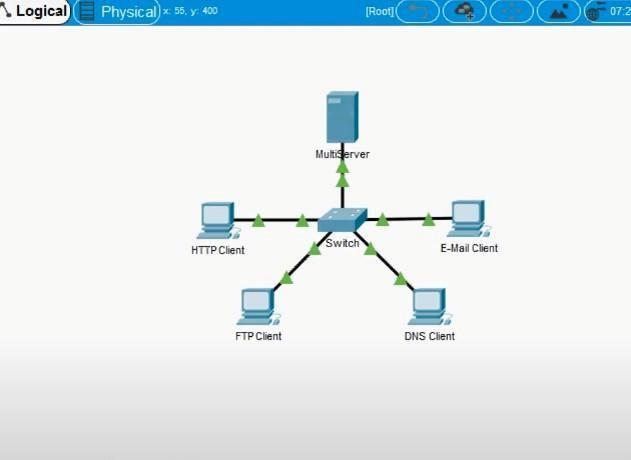 Logical Physical x: 55, y: 400 [Root]
MultiServer
HTTP Client
Switch
E-Mail Client
FTP Client
DNS Client